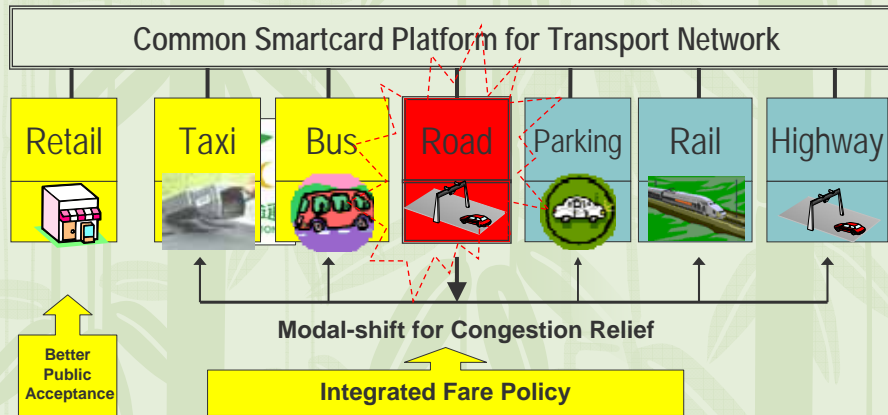 Common Smartcard Platform for Transport Network
Retail
Taxi
Bus
Road
Parking
Rail
Highway
Modal-shift for Congestion Relief
Better
Public
Acceptance
Integrated Fare Policy